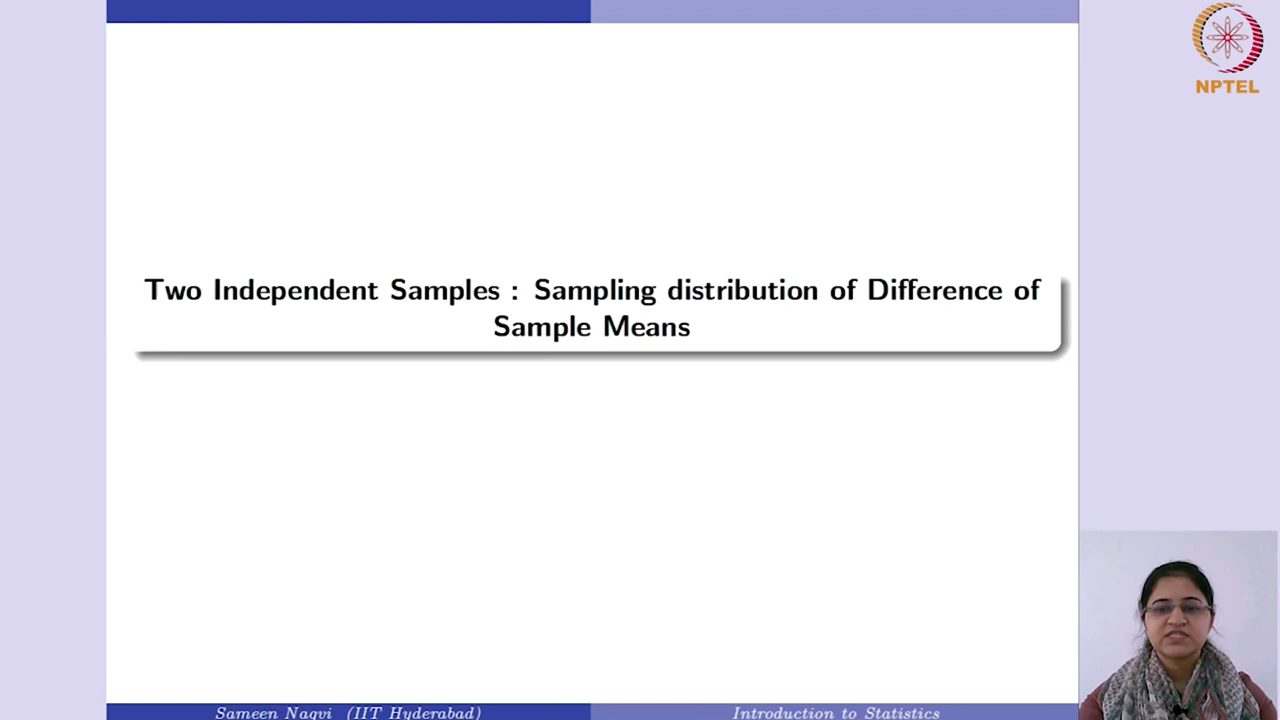 NPTEL
Two Independent Samples : Sampling distribution of Difference of
Sample Means
Sameen Naqvi (IIT Hyderabad)
Introduction to Statistics